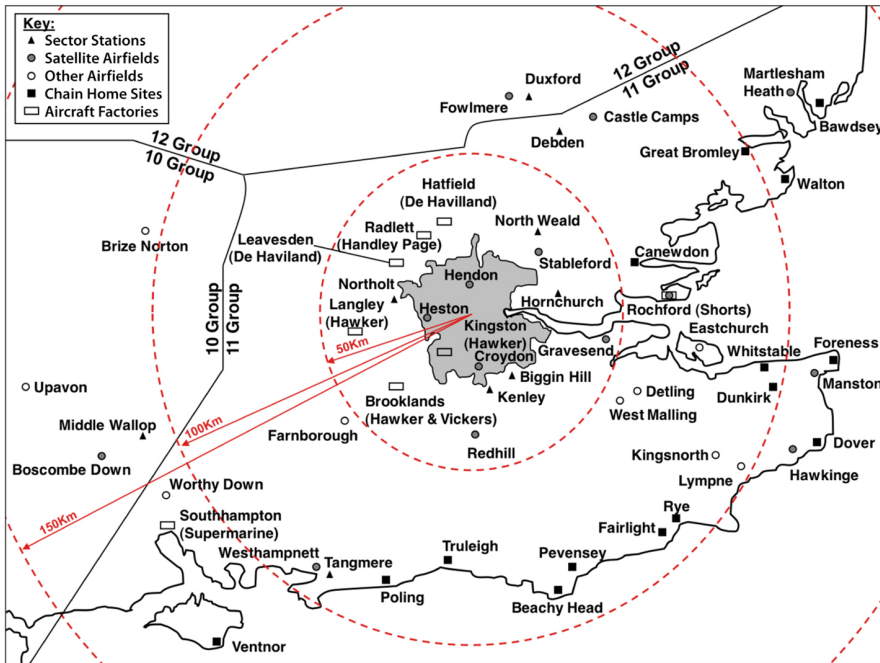 Key:
Sector Stations
Satellite Airfields
Other Airfields
Chain Home Sites
Aircraft Factories
12 Group
11 Group
Duxford
Fowlmere
Martlesham
Heath
Castle Camps
Bawdsey
Debden
12 Group
10 Group
Great Bromley
Walton
Hatfield
(De Havilland)
Radlett
(Handley Page)
North Weald
Brize Norton
Leavesden
(De Haviland)
Stableford
Canewdon
Hendon
Northolt
Hornchurch
Langley
(Hawker)
Heston
Rochford (Shorts)
10 Group
11 Group
Kingston
(Hawker)
Eastchurch
50Km
Croydon
Gravesend
Whitstable
Foreness
Biggin Hill
Manston
Upavon
Kenley
Detling
Dunkirk
Brooklands
(Hawker & Vickers)
West Malling
Middle Wallop
100Km
Farnborough
Redhill
Dover
Boscombe Down
Kingsnorth
Hawkinge
Lympne
Worthy Down
150Km
Southhampton
(Supermarine)
Rye
Fairlight
Westhampnett
Tangmere
Truleigh
Pevensey
Poling
Beachy Head
Ventnor